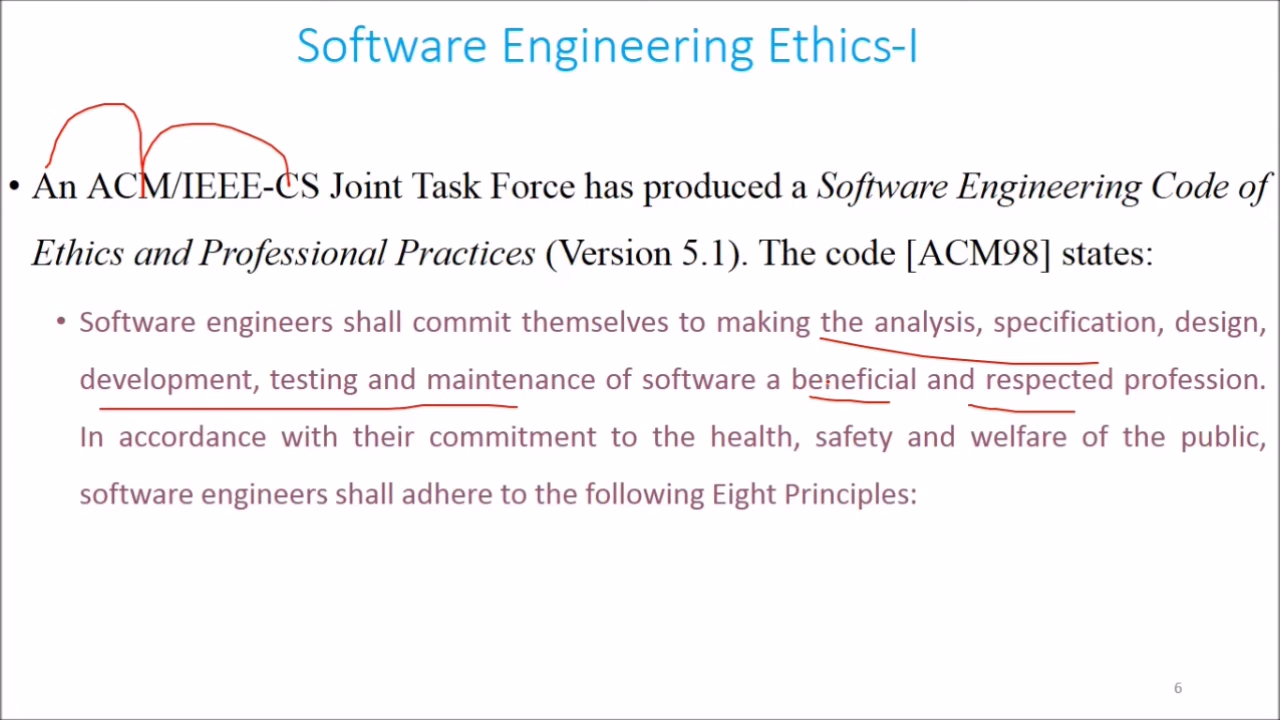 Software Engineering Ethics-I
• An ACM/IEEE-CS Joint Task Force has produced a Software Engineering Code of
Ethics and Professional Practices (Version 5.1). The code [ACM98] states:
• Software engineers shall commit themselves to making the analysis, specification, design,
development, testing and maintenance of software a beneficial and respected profession.
In accordance with their commitment to the health, safety and welfare of the public,
software engineers shall adhere to the following Eight Principles:
6